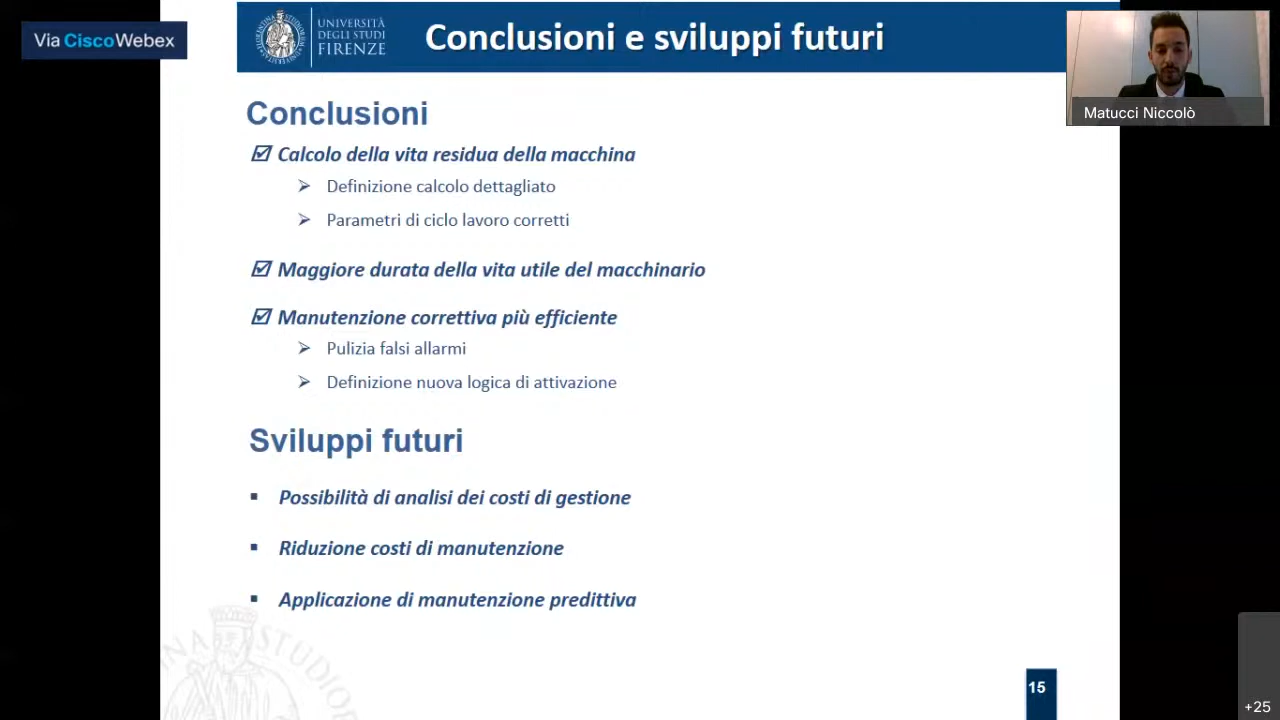 Via CiscoWebex
UNIVERSITÀ
DEGLI STUDI
FIRENZE
Conclusioni e sviluppi futuri
Matucci Niccolò
Conclusioni
Calcolo della vita residua della macchina
Definizione calcolo dettagliato
Parametri di ciclo lavoro corretti
Maggiore durata della vita utile del macchinario
Manutenzione correttiva più efficiente
Pulizia falsi allarmi
Definizione nuova logica di attivazione
Sviluppi futuri
Possibilità di analisi dei costi di gestione
Riduzione costi di manutenzione
Applicazione di manutenzione predittiva
15
+25